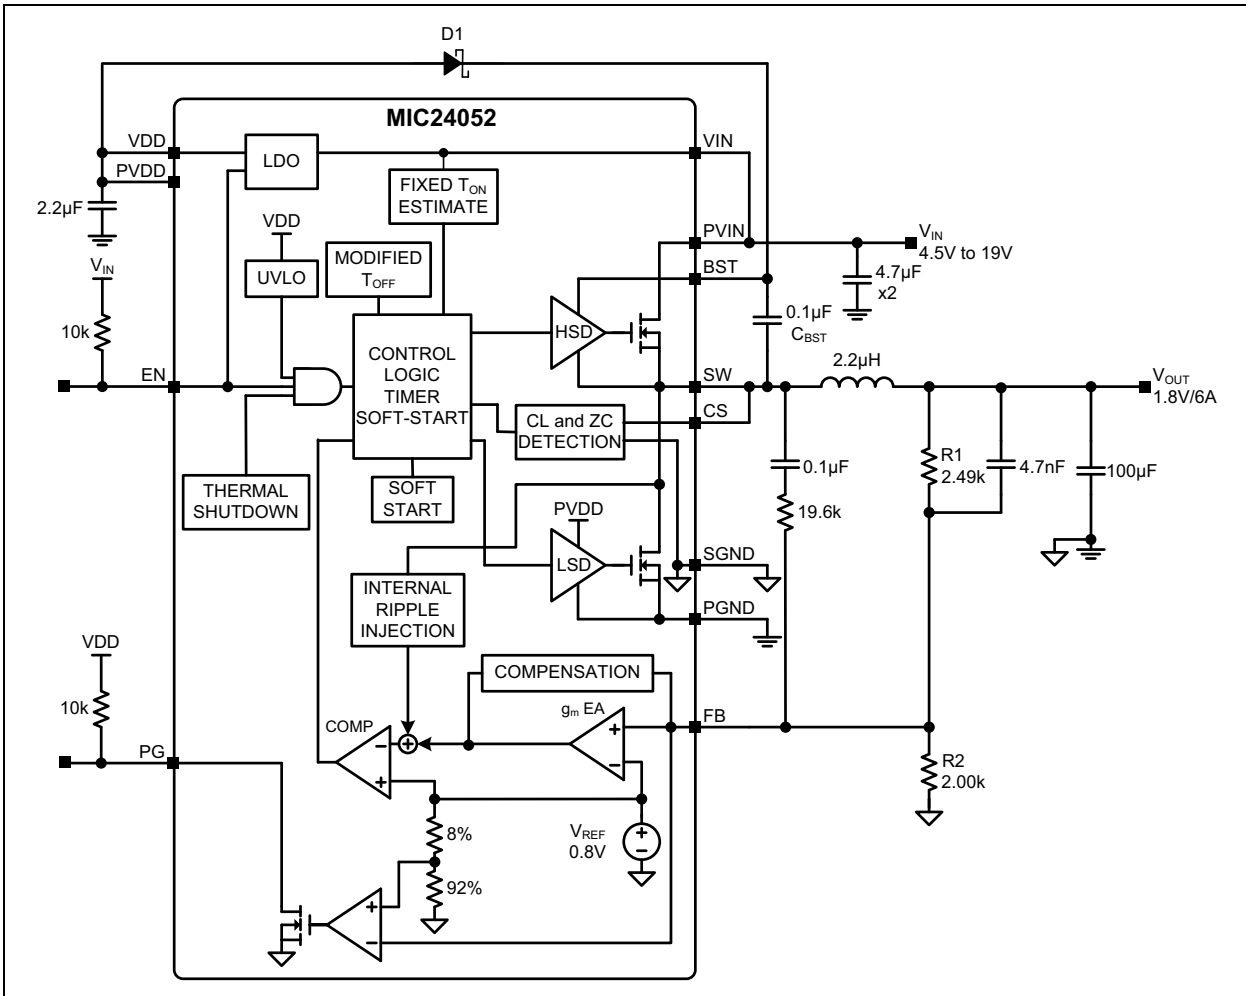 D1
MIC24052
VDD
PVDD
2.2µF
LDO
VIN
FIXED TON
ESTIMATE
VDD
UVLO
MODIFIED
TOFF
PVIN
VIN
4.5V to 19V
BST
4.7µF
x2
VIN
10k
EN
CONTROL
LOGIC
TIMER
SOFT-START
HSD
0.1µF
CBST
SW
2.2µH
VOUT
1.8V/6A
CS
CL and ZC
DETECTION
THERMAL
SHUTDOWN
SOFT
START
0.1µF
19.6k
R1
2.49k
4.7nF
100µF
PVDD
LSD
SGND
PGND
INTERNAL
RIPPLE
INJECTION
VDD
10k
PG
COMPENSATION
gm EA
+
−
FB
COMP
−
+
+
R2
2.00k
8%
92%
VREF
0.8V
+
−
+
−